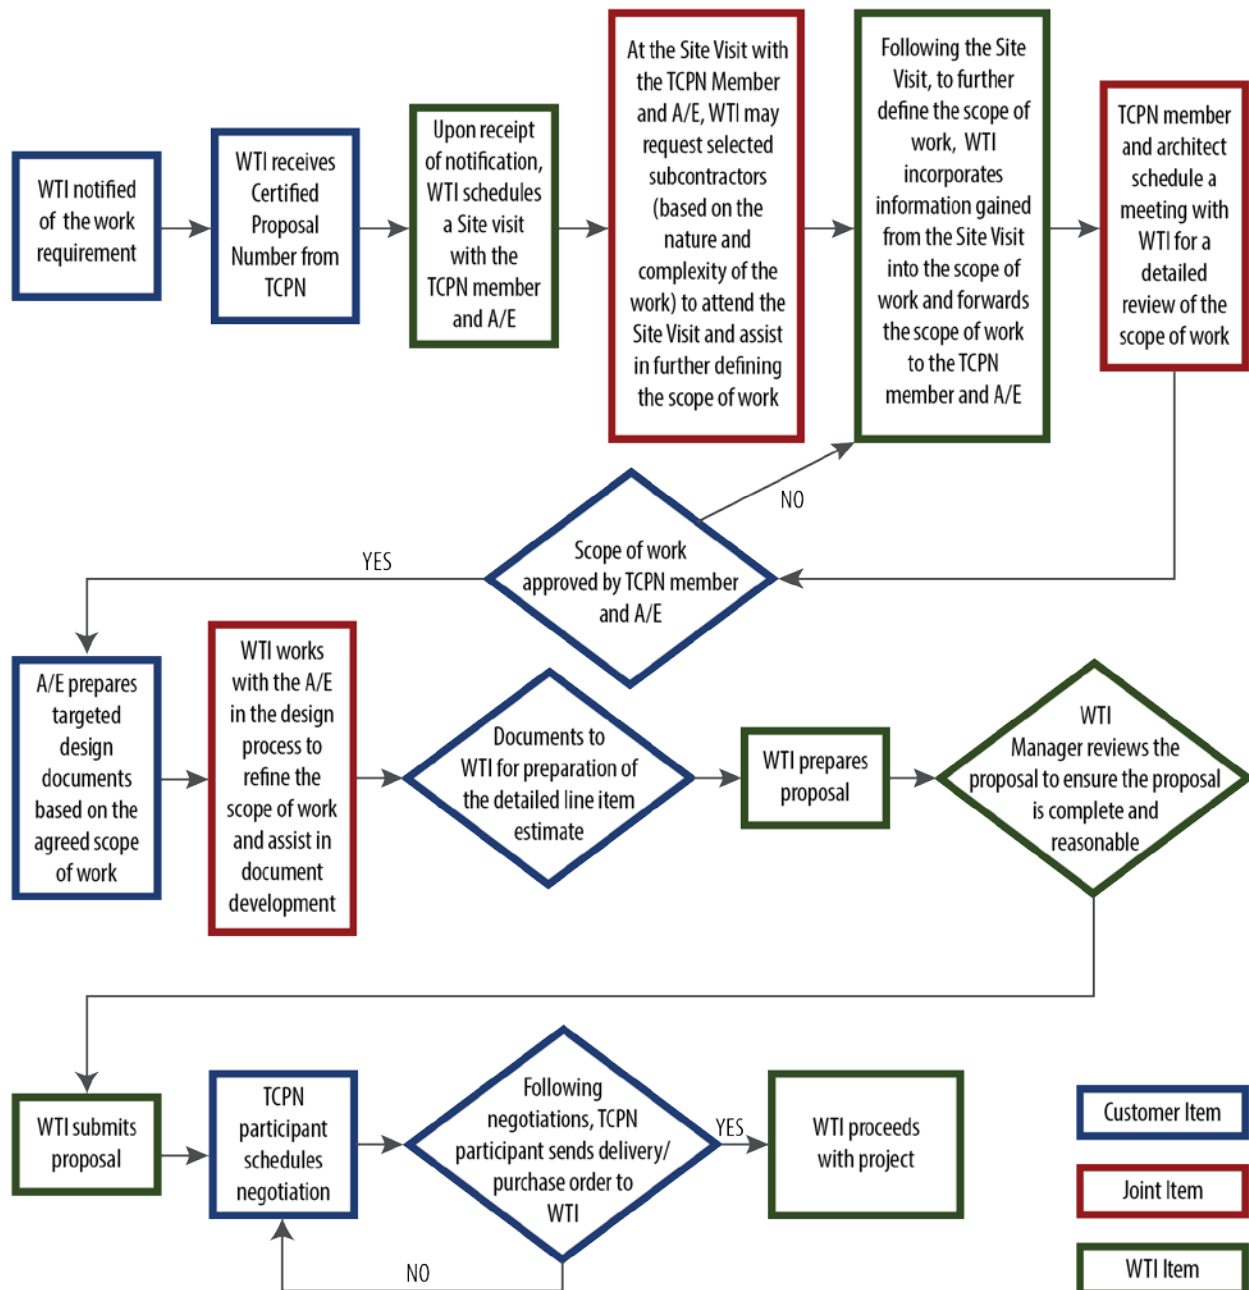 WTI notified
of the work
requirement
WTI receives
Certified
Proposal
Number from
TCPN
Upon receipt
of notification,
WTI schedules
a Site visit
with the
TCPN member
and A/E
At the Site Visit with
the TCPN Member
and A/E, WTI may
request selected
subcontractors
(based on the
nature and
complexity of the
work) to attend the
Site Visit and assist
in further defining
the scope of work
Following the Site
Visit, to further
define the scope of
work, WTI
incorporates
information gained
from the Site Visit
into the scope of
work and forwards
the scope of work
to the TCPN
member and A/E
TCPN member
and architect
schedule a
meeting with
WTI for a
detailed
review of the
scope of work
Scope of work
approved by TCPN member
and A/E
NO
YES
A/E prepares
targeted
design
documents
based on the
agreed scope
of work
WTI works
with the A/E
in the design
process to
refine the
scope of work
and assist in
document
development
Documents to
WTI for preparation of
the detailed line item
estimate
WTI prepares
proposal
WTI
Manager reviews the
proposal to ensure the proposal
is complete and
reasonable
WTI submits
proposal
TCPN
participant
schedules
negotiation
Following
negotiations, TCPN
participant sends delivery/
purchase order to
WTI
YES
NO
WTI proceeds
with project
Customer Item
Joint Item
WTI Item